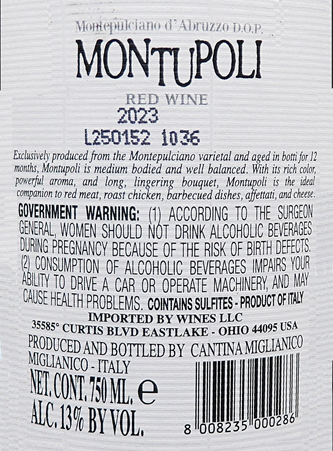 Montepulciano d'Abruzzo D.O.P.
MONTUPOLI
RED WINE
2023
L250152 1036
Exclusively produced from the Montepulciano varietal and aged in botti for 12
months, Montupoli is medium bodied and well balanced. With its rich color,
powerful aroma, and long, lingering bouquet, Montupoli is the ideal
companion to red meat, roast chicken, barbecued dishes, affettati, and cheese.
GOVERNMENT WARNING: (1) ACCORDING TO THE SURGEON
GENERAL, WOMEN SHOULD NOT DRINK ALCOHOLIC BEVERAGES
DURING PREGNANCY BECAUSE OF THE RISK OF BIRTH DEFECTS.
(2) CONSUMPTION OF ALCOHOLIC BEVERAGES IMPAIRS YOUR
ABILITY TO DRIVE A CAR OR OPERATE MACHINERY, AND MAY
CAUSE HEALTH PROBLEMS. CONTAINS SULFITES - PRODUCT OF ITALY
IMPORTED BY WINES LLC
35585° CURTIS BLVD EASTLAKE - OHIO 44095 USA
PRODUCED AND BOTTLED BY CANTINA MIGLIANICO
MIGLIANICO - ITALY
NET. CONT. 750 ML. e
ALC. 13% BY VOL.
8 008235 000286